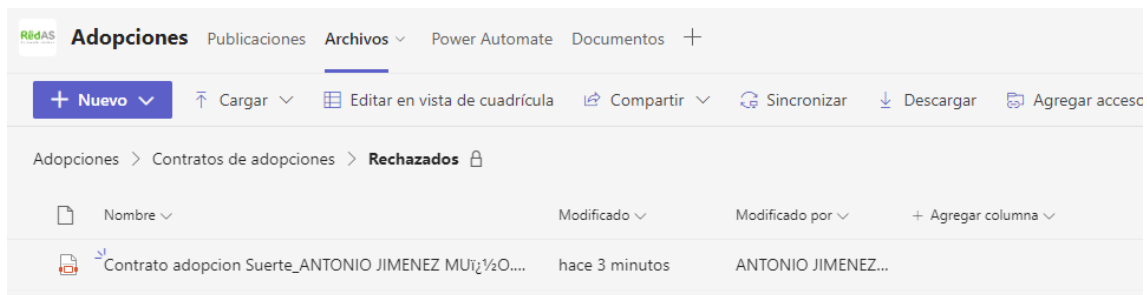 RëdAS Adopciones Publicaciones Archivos Power Automate Documentos
Nuevo Cargar Editar en vista de cuadrícula Compartir Sincronizar Descargar Agregar acceso
Adopciones > Contratos de adopciones > Rechazados
Nombre Modificado Modificado por + Agregar columna
Contrato adopcion Suerte_ANTONIO JIMENEZ MUï¿½O.... hace 3 minutos ANTONIO JIMENEZ...